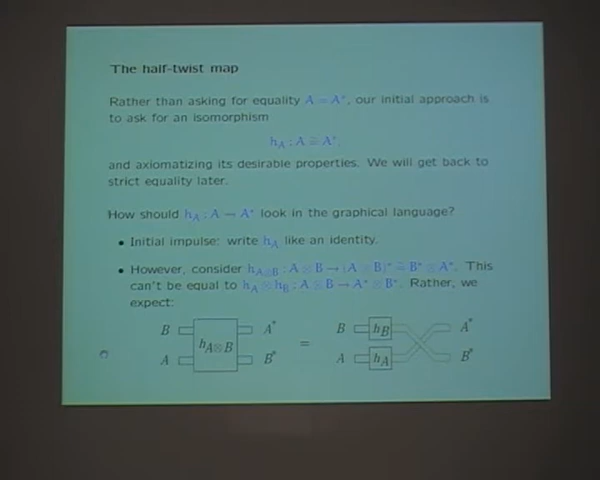 The half-twist map
Rather than asking for equality A = A*, our initial approach is
to ask for an isomorphism
h_A : A ≅ A*,
and axiomatizing its desirable properties. We will get back to
strict equality later.
How should h_A : A → A* look in the graphical language?
• Initial impulse: write h_A like an identity.
• However, consider h_{A⊗B} : A ⊗ B → (A ⊗ B)* ≅ B* ⊗ A*. This
can't be equal to h_A ⊗ h_B : A ⊗ B → A* ⊗ B*. Rather, we
expect:
B h_{A⊗B} A* = B h_B A*
A B* A h_A B*